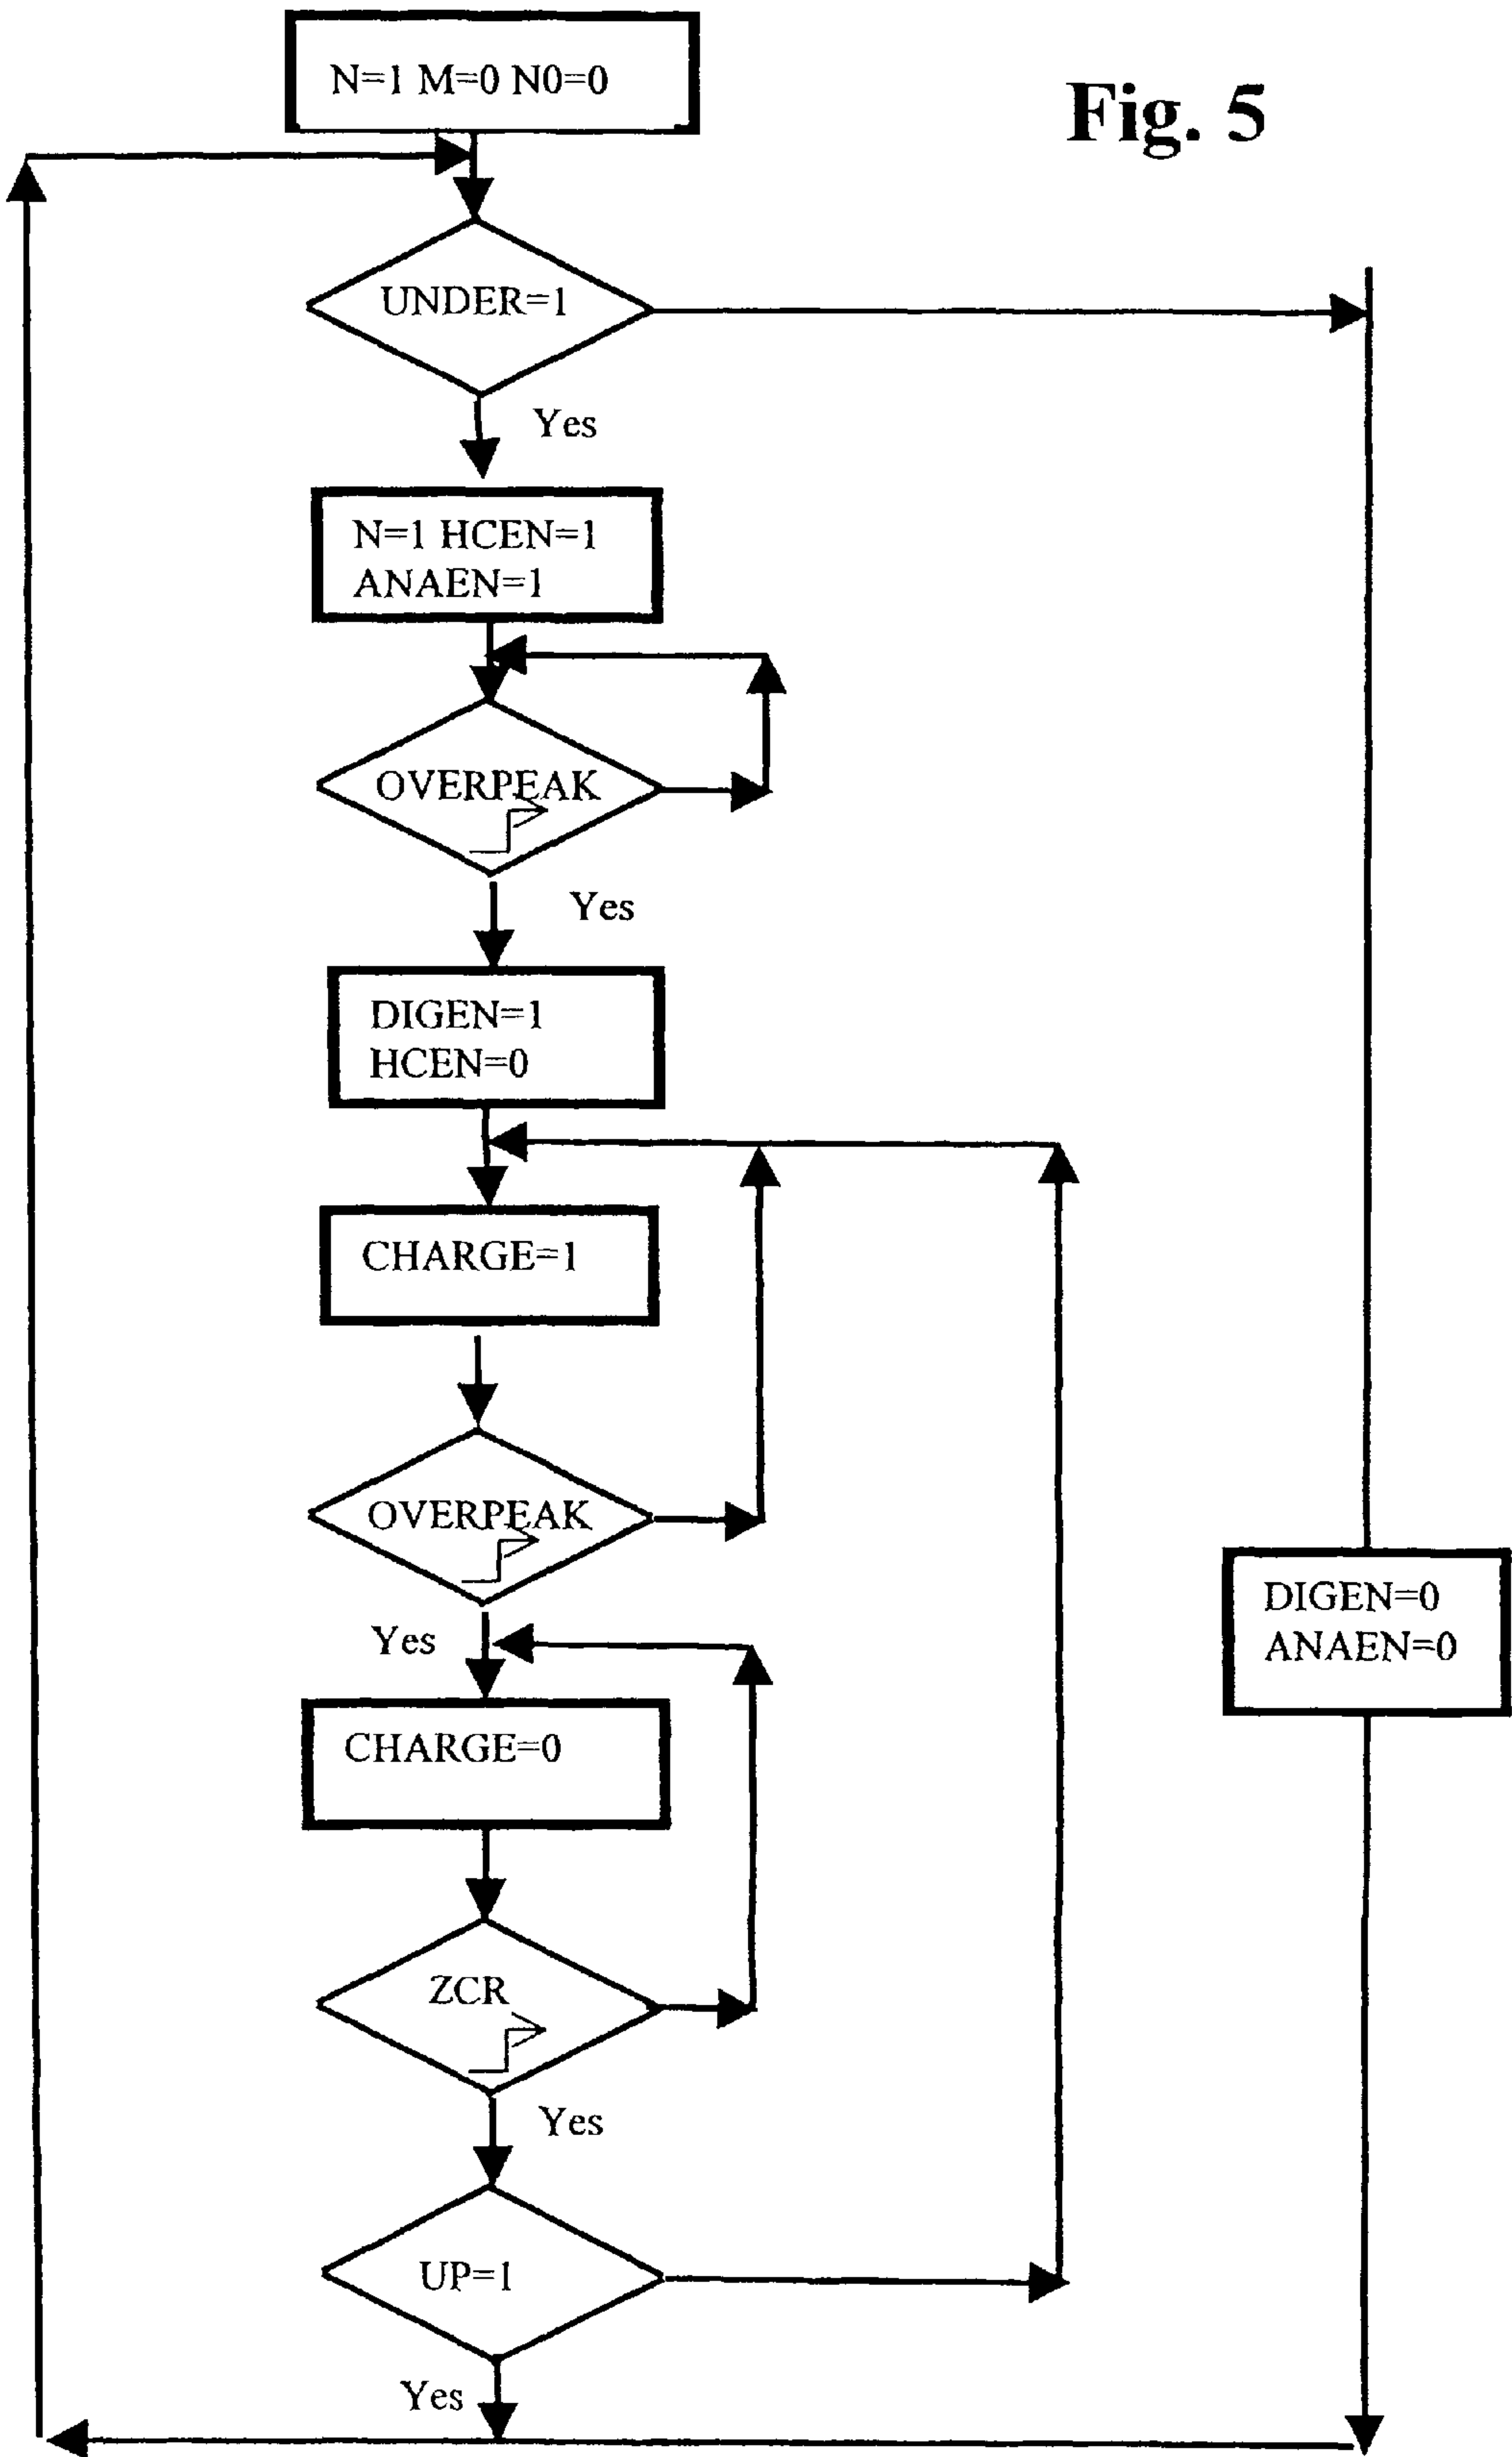 N=1 M=0 N0=0
Fig. 5
UNDER=1
Yes
N=1 HCEN=1
ANAEN=1
OVERPEAK
Yes
DIGEN=1
HCEN=0
CHARGE=1
OVERPEAK
Yes
DIGEN=0
ANAEN=0
CHARGE=0
ZCR
Yes
UP=1
Yes